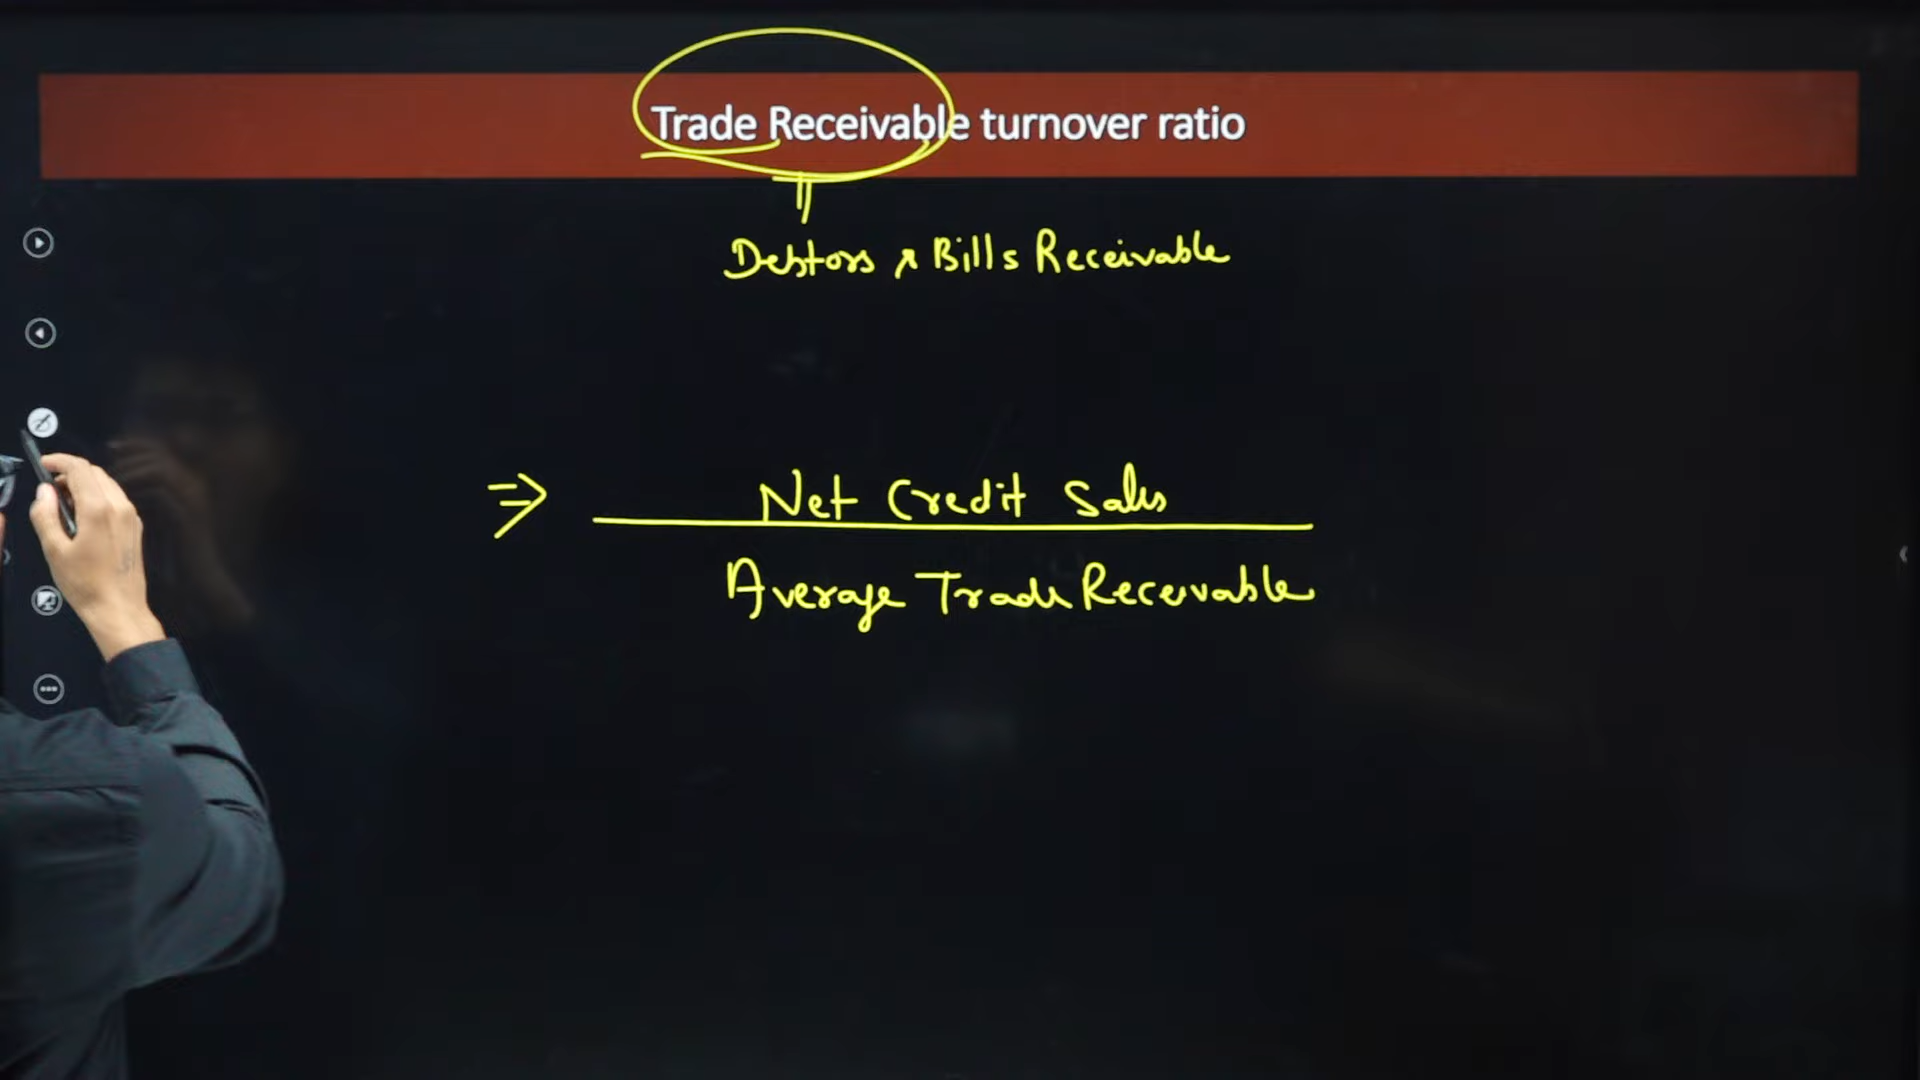 Trade Receivable turnover ratio
Debtors & Bills Receivable
Net Credit Sales
Average Trade Receivable